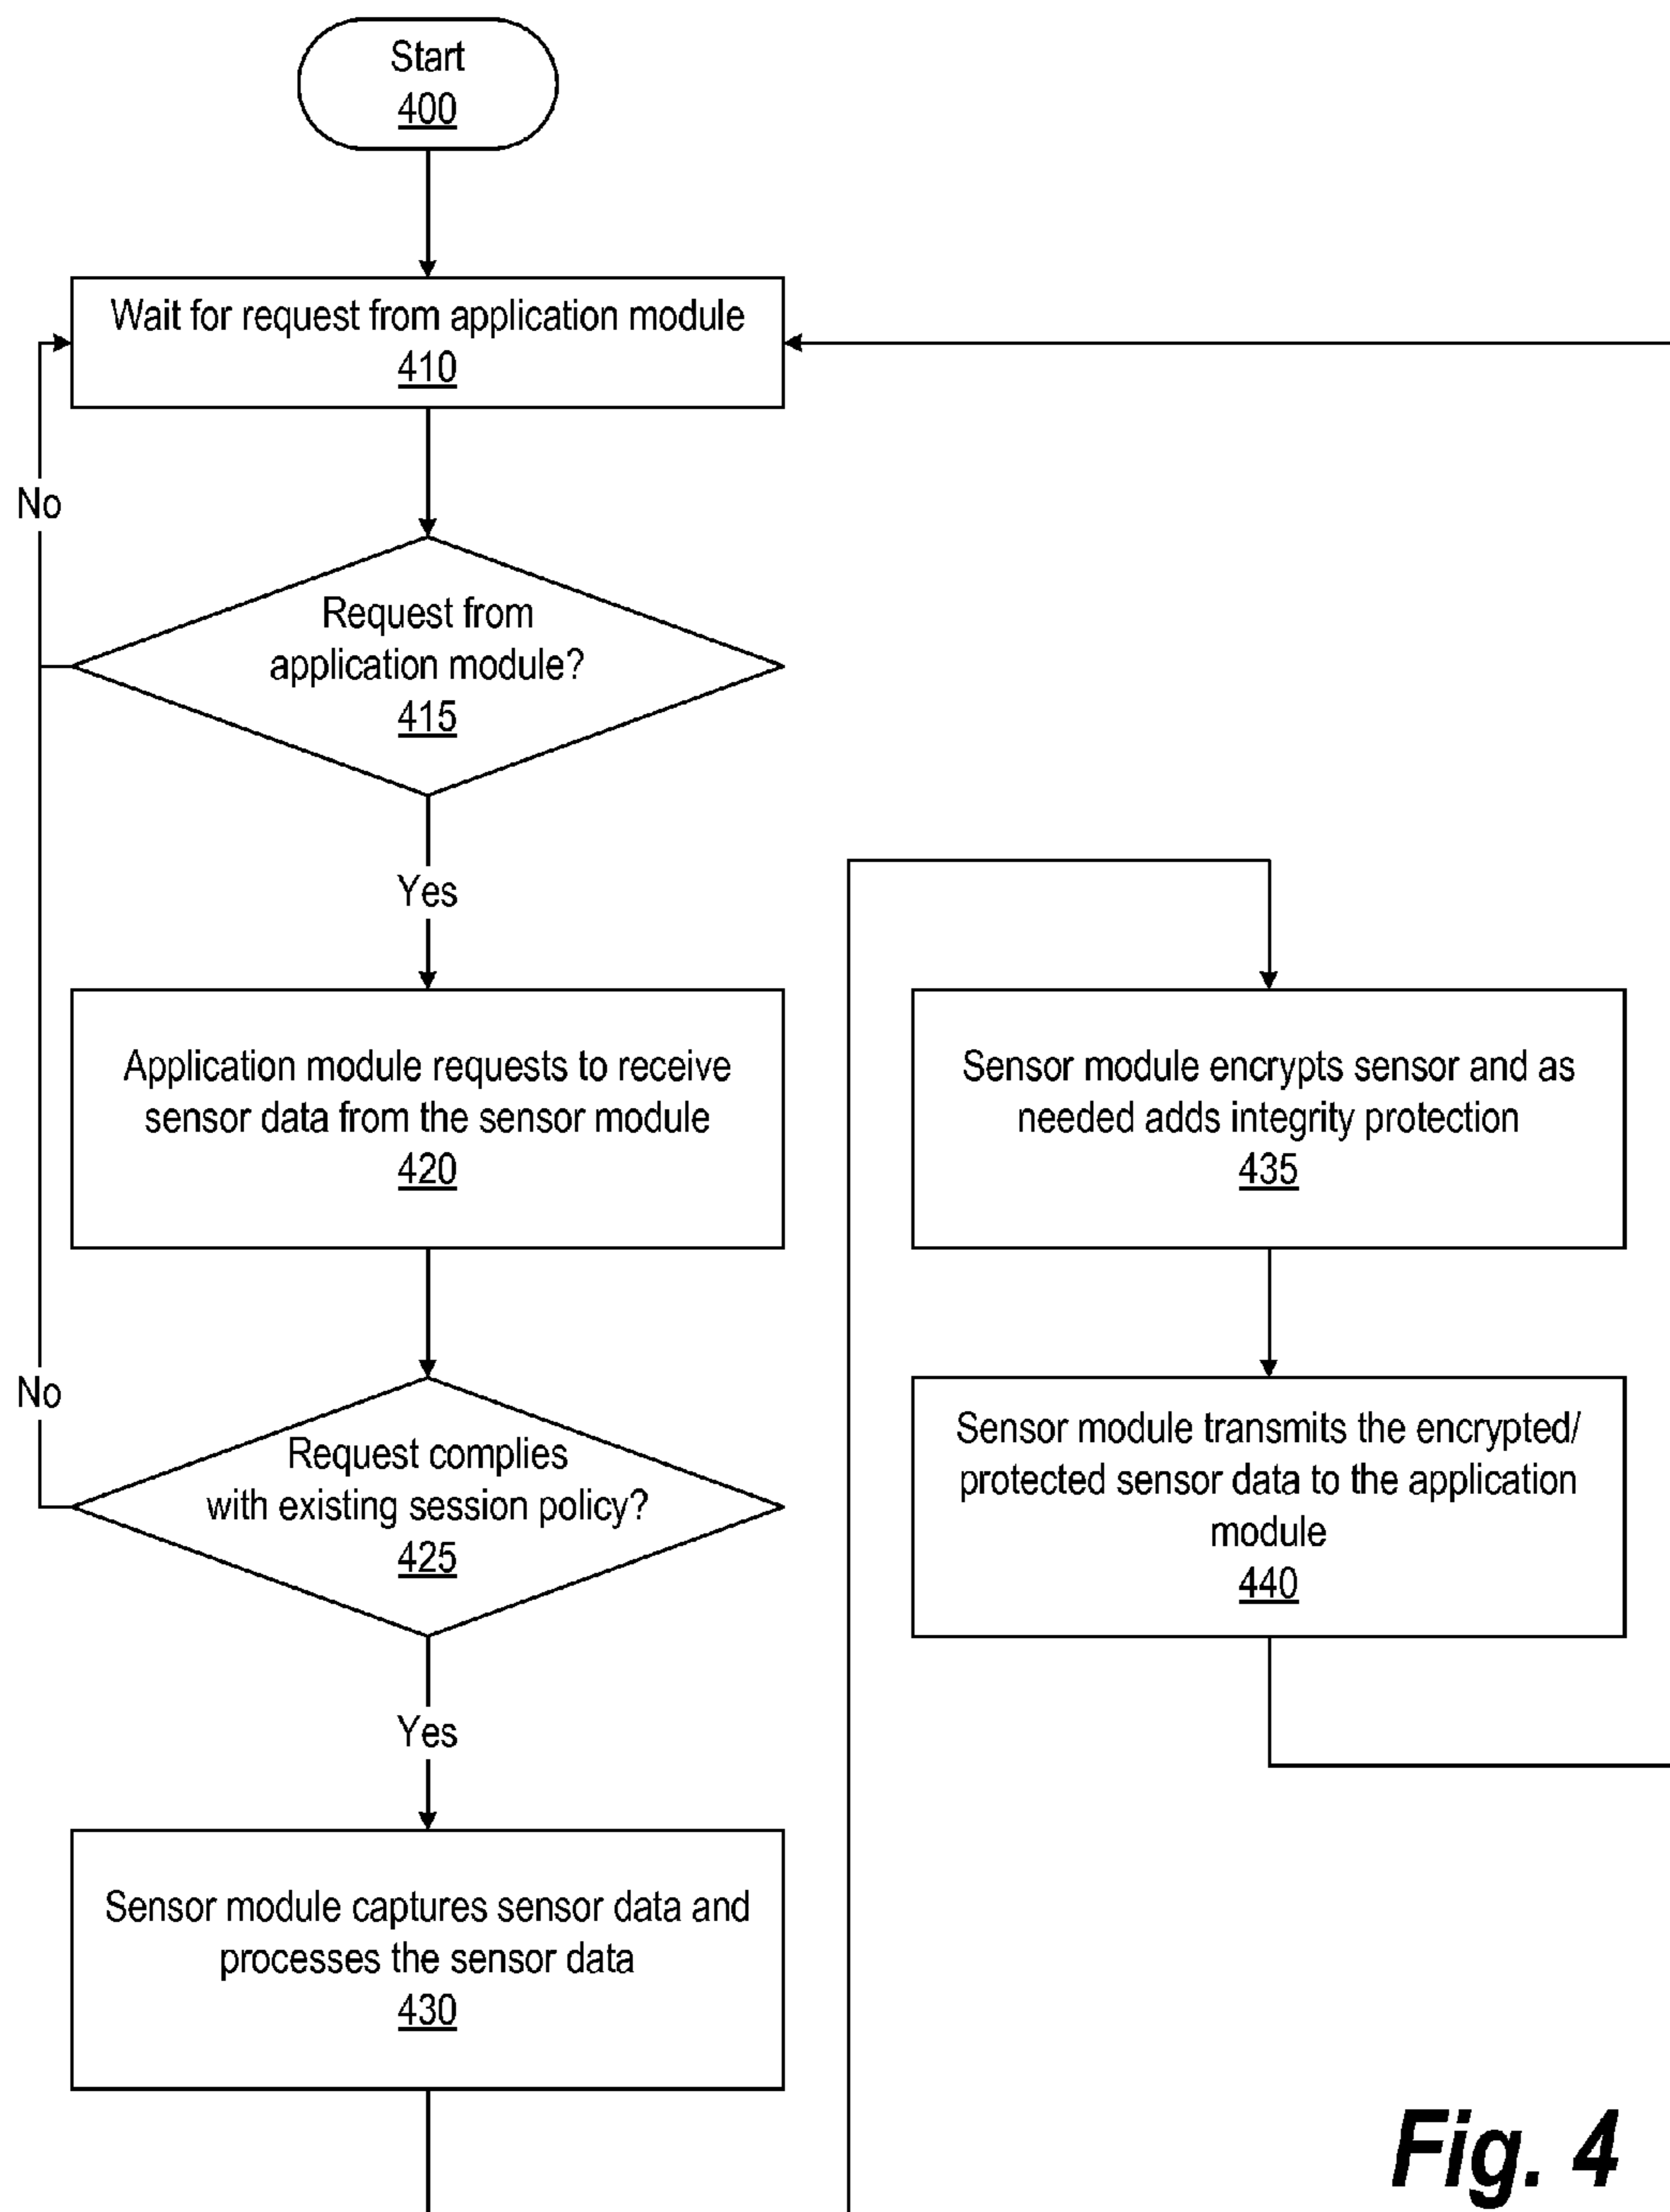 Start
400
Wait for request from application module
410
No
Request from
application module?
415
Yes
Application module requests to receive
sensor data from the sensor module
420
No
Request complies
with existing session policy?
425
Yes
Sensor module captures sensor data and
processes the sensor data
430
Sensor module encrypts sensor and as
needed adds integrity protection
435
Sensor module transmits the encrypted/
protected sensor data to the application
module
440
Fig. 4